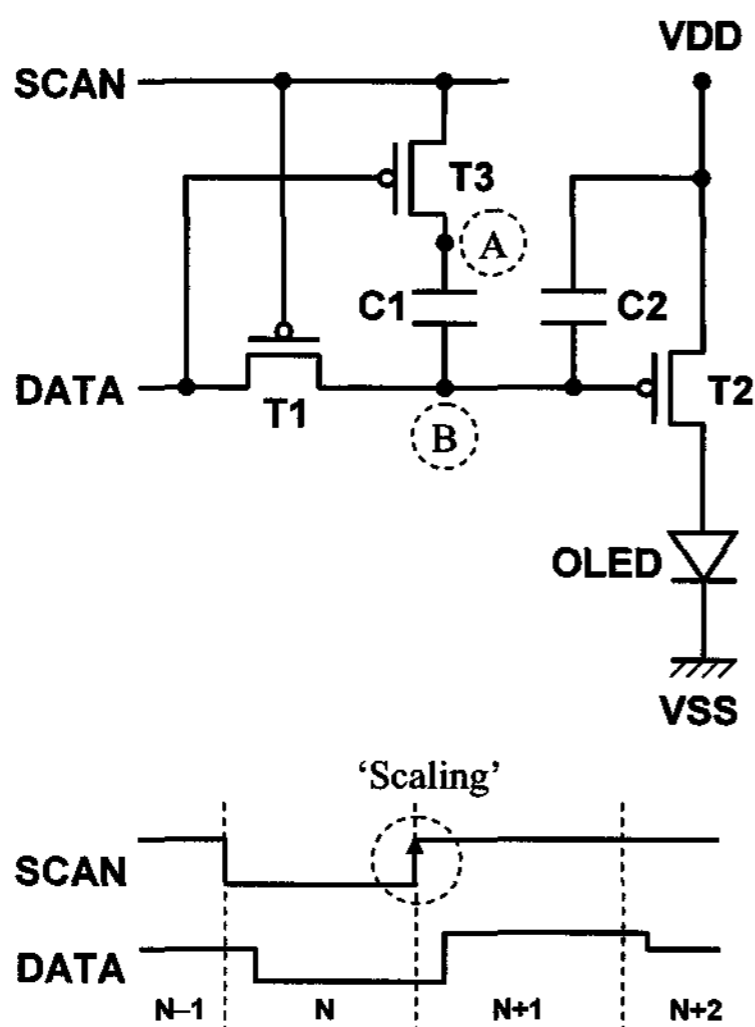 VDD
SCAN
T3
A
C1
C2
DATA
T1
T2
B
OLED
VSS
‘Scaling’
SCAN
DATA
N–1 N N+1 N+2